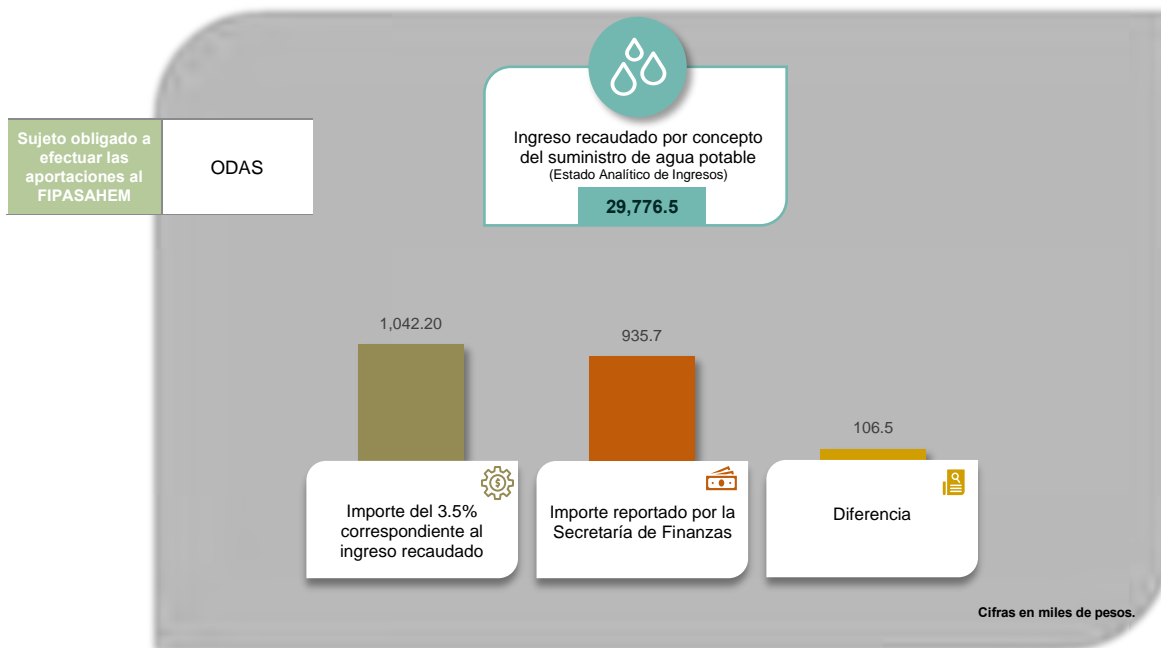 Ingreso recaudado por concepto
del suministro de agua potable
(Estado Analítico de Ingresos)
29,776.5
Sujeto obligado a
efectuar las
aportaciones al
FIPASAHEM
ODAS
1,042.20
935.7
106.5
Importe del 3.5%
correspondiente al
ingreso recaudado
Importe reportado por la
Secretaría de Finanzas
Diferencia
Cifras en miles de pesos.